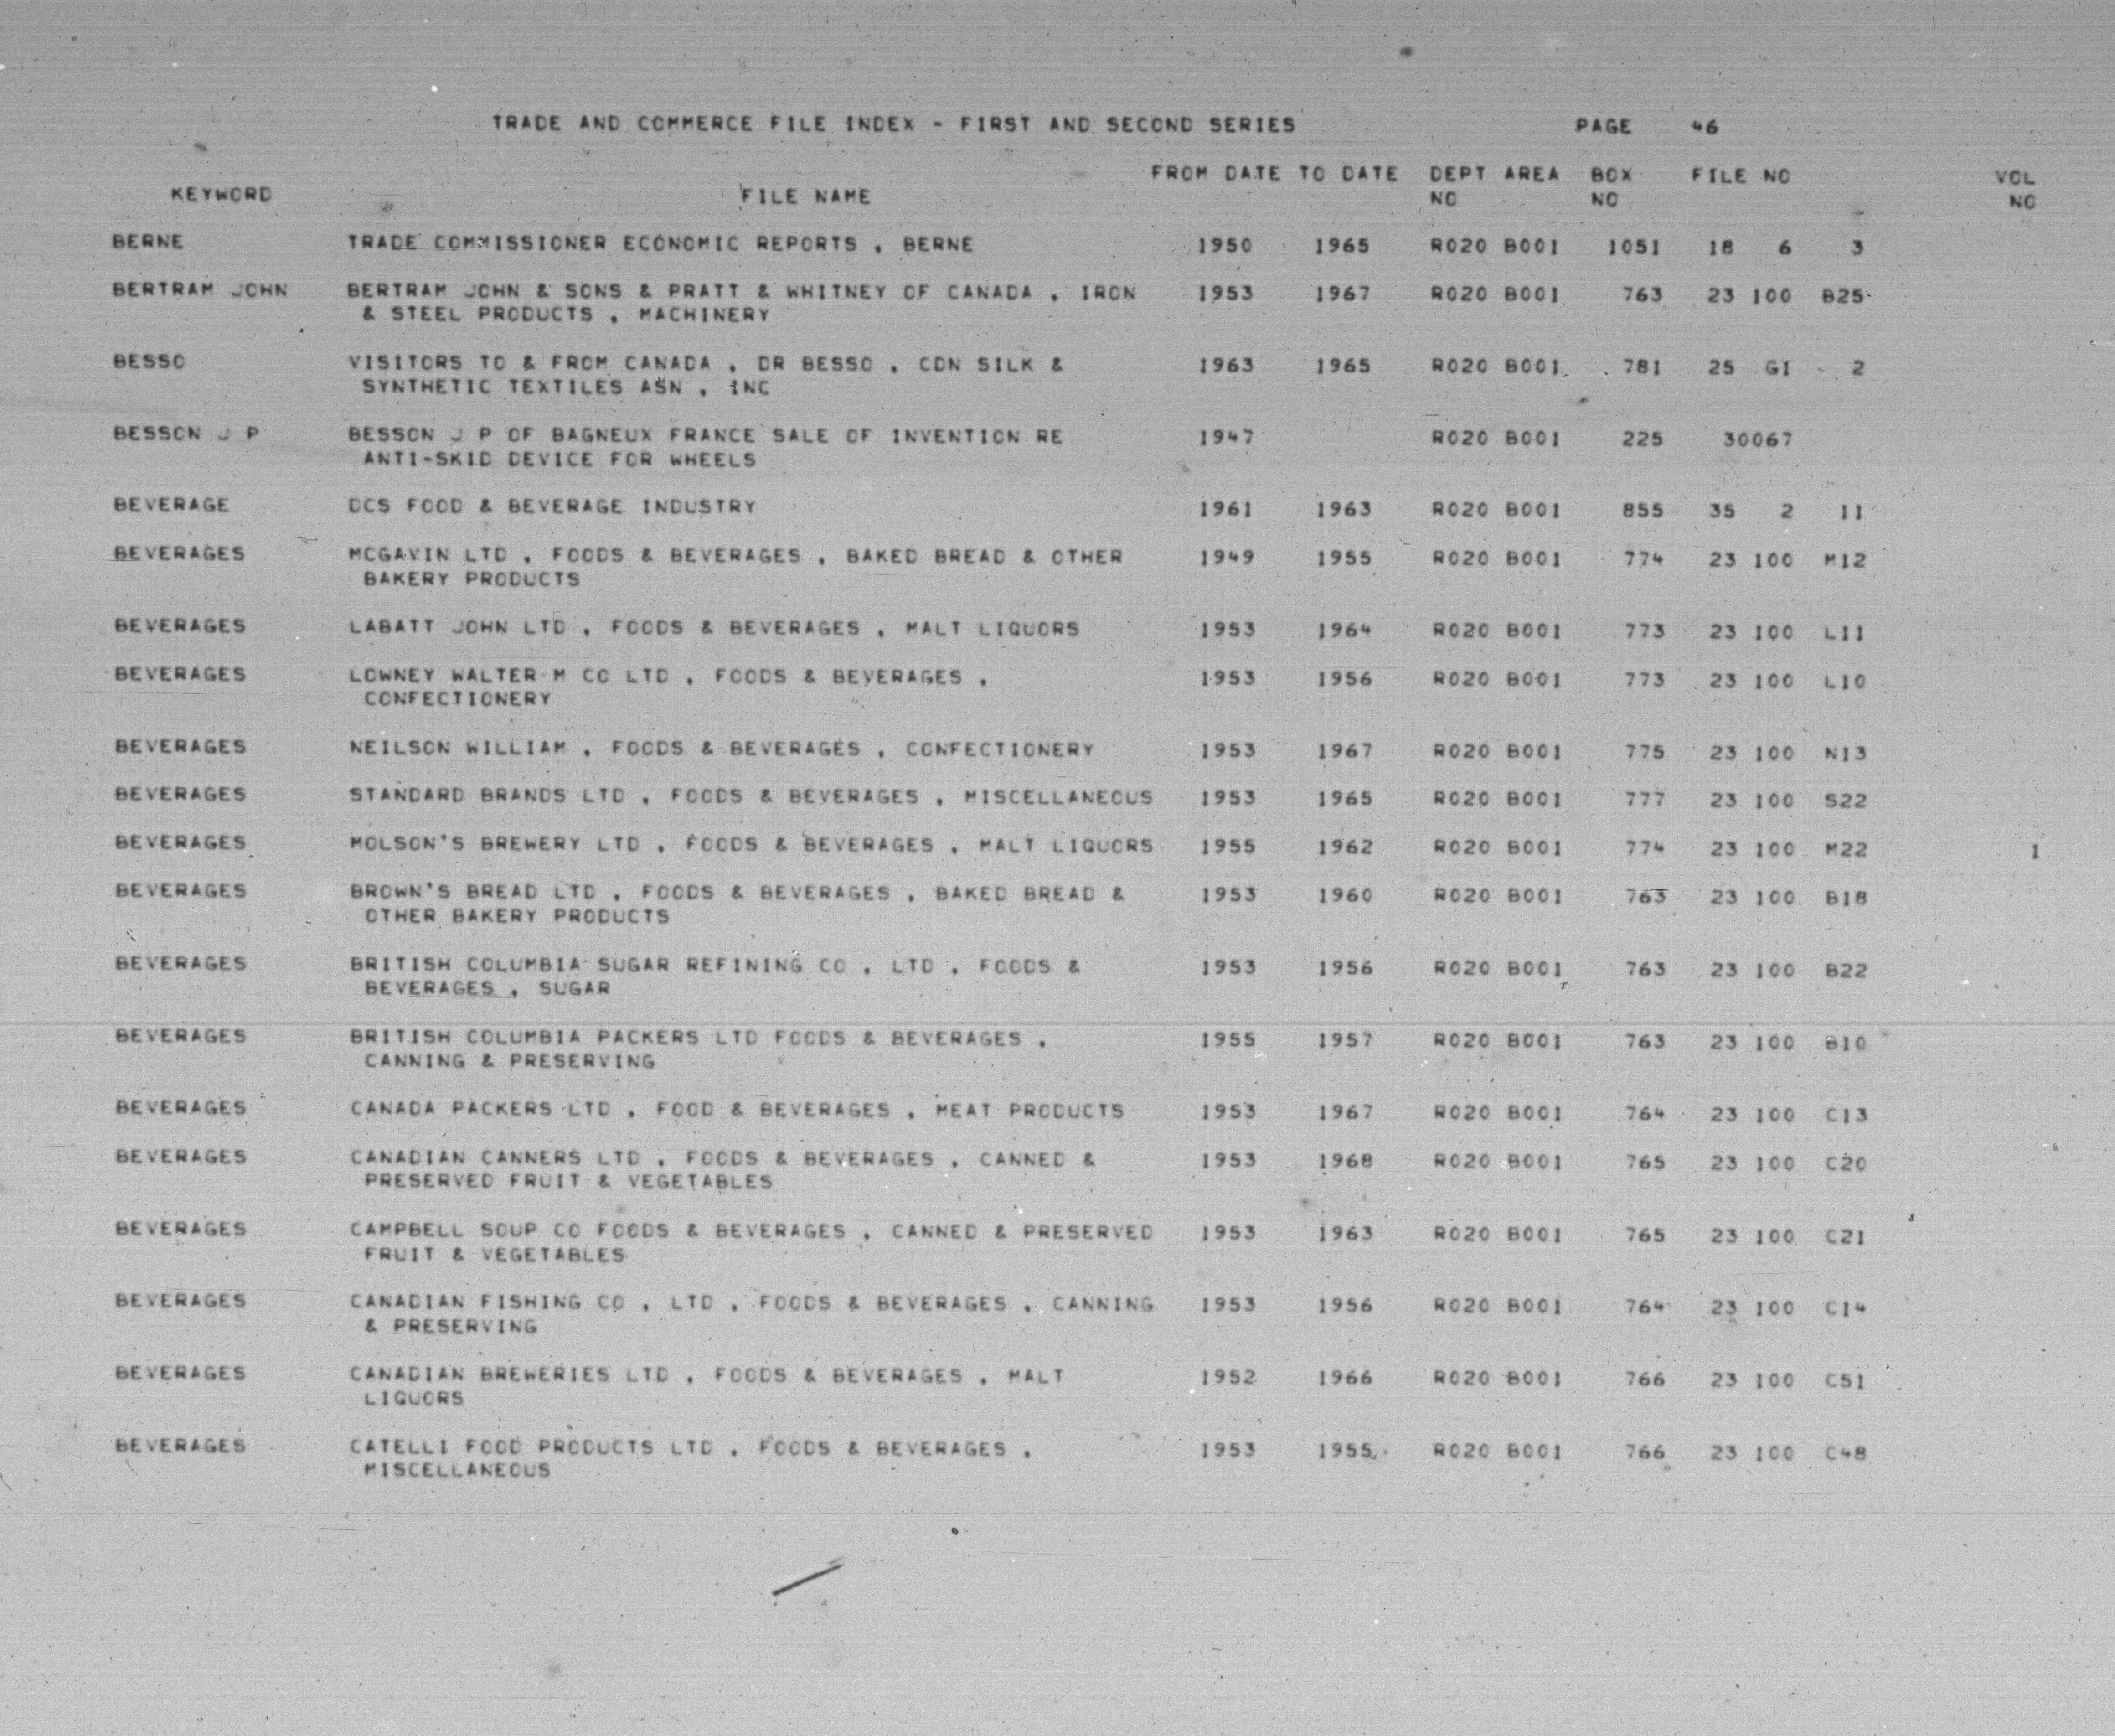 TRADE AND COMMERCE FILE INDEX - FIRST AND SECOND SERIES PAGE 46
FROM DATE TO DATE DEPT AREA BOX FILE NO VOL
KEYWORD FILE NAME NO NO NO
BERNE TRADE COMMISSIONER ECONOMIC REPORTS , BERNE 1950 1965 R020 B001 1051 18 6 3
BERTRAM JOHN BERTRAM JOHN & SONS & PRATT & WHITNEY OF CANADA , IRON 1953 1967 R020 B001 763 23 100 B25
& STEEL PRODUCTS , MACHINERY
BESSO VISITORS TO & FROM CANADA , DR BESSO , CDN SILK & 1963 1965 R020 B001 781 25 GI 2
SYNTHETIC TEXTILES ASN , INC
BESSON J P BESSON J P OF BAGNEUX FRANCE SALE OF INVENTION RE 1947 R020 B001 225 30067
ANTI-SKID DEVICE FOR WHEELS
BEVERAGE DCS FOOD & BEVERAGE INDUSTRY 1961 1963 R020 B001 855 35 2 11
BEVERAGES MCGAVIN LTD , FOODS & BEVERAGES , BAKED BREAD & OTHER 1949 1955 R020 B001 774 23 100 M12
BAKERY PRODUCTS
BEVERAGES LABATT JOHN LTD , FOODS & BEVERAGES , MALT LIQUORS 1953 1964 R020 B001 773 23 100 L11
BEVERAGES LOWNEY WALTER M CO LTD , FOODS & BEVERAGES , 1953 1956 R020 B001 773 23 100 L10
CONFECTIONERY
BEVERAGES NEILSON WILLIAM , FOODS & BEVERAGES , CONFECTIONERY 1953 1967 R020 B001 775 23 100 N13
BEVERAGES STANDARD BRANDS LTD , FOODS & BEVERAGES , MISCELLANEOUS 1953 1965 R020 B001 777 23 100 S22
BEVERAGES MOLSON'S BREWERY LTD , FOODS & BEVERAGES , MALT LIQUORS 1955 1962 R020 B001 774 23 100 M22 1
BEVERAGES BROWN'S BREAD LTD , FOODS & BEVERAGES , BAKED BREAD & 1953 1960 R020 B001 763 23 100 B18
OTHER BAKERY PRODUCTS
BEVERAGES BRITISH COLUMBIA SUGAR REFINING CO , LTD , FOODS & 1953 1956 R020 B001 763 23 100 B22
BEVERAGES , SUGAR
BEVERAGES BRITISH COLUMBIA PACKERS LTD FOODS & BEVERAGES , 1955 1957 R020 B001 763 23 100 B10
CANNING & PRESERVING
BEVERAGES CANADA PACKERS LTD , FOOD & BEVERAGES , MEAT PRODUCTS 1953 1967 R020 B001 764 23 100 C13
BEVERAGES CANADIAN CANNERS LTD , FOODS & BEVERAGES , CANNED & 1953 1968 R020 B001 765 23 100 C20
PRESERVED FRUIT & VEGETABLES
BEVERAGES CAMPBELL SOUP CO FOODS & BEVERAGES , CANNED & PRESERVED 1953 1963 R020 B001 765 23 100 C21
FRUIT & VEGETABLES
BEVERAGES CANADIAN FISHING CO , LTD , FOODS & BEVERAGES , CANNING 1953 1956 R020 B001 764 23 100 C14
& PRESERVING
BEVERAGES CANADIAN BREWERIES LTD , FOODS & BEVERAGES , MALT 1952 1966 R020 B001 766 23 100 C51
LIQUORS
BEVERAGES CATELLI FOOD PRODUCTS LTD , FOODS & BEVERAGES , 1953 1955 R020 B001 766 23 100 C48
MISCELLANEOUS